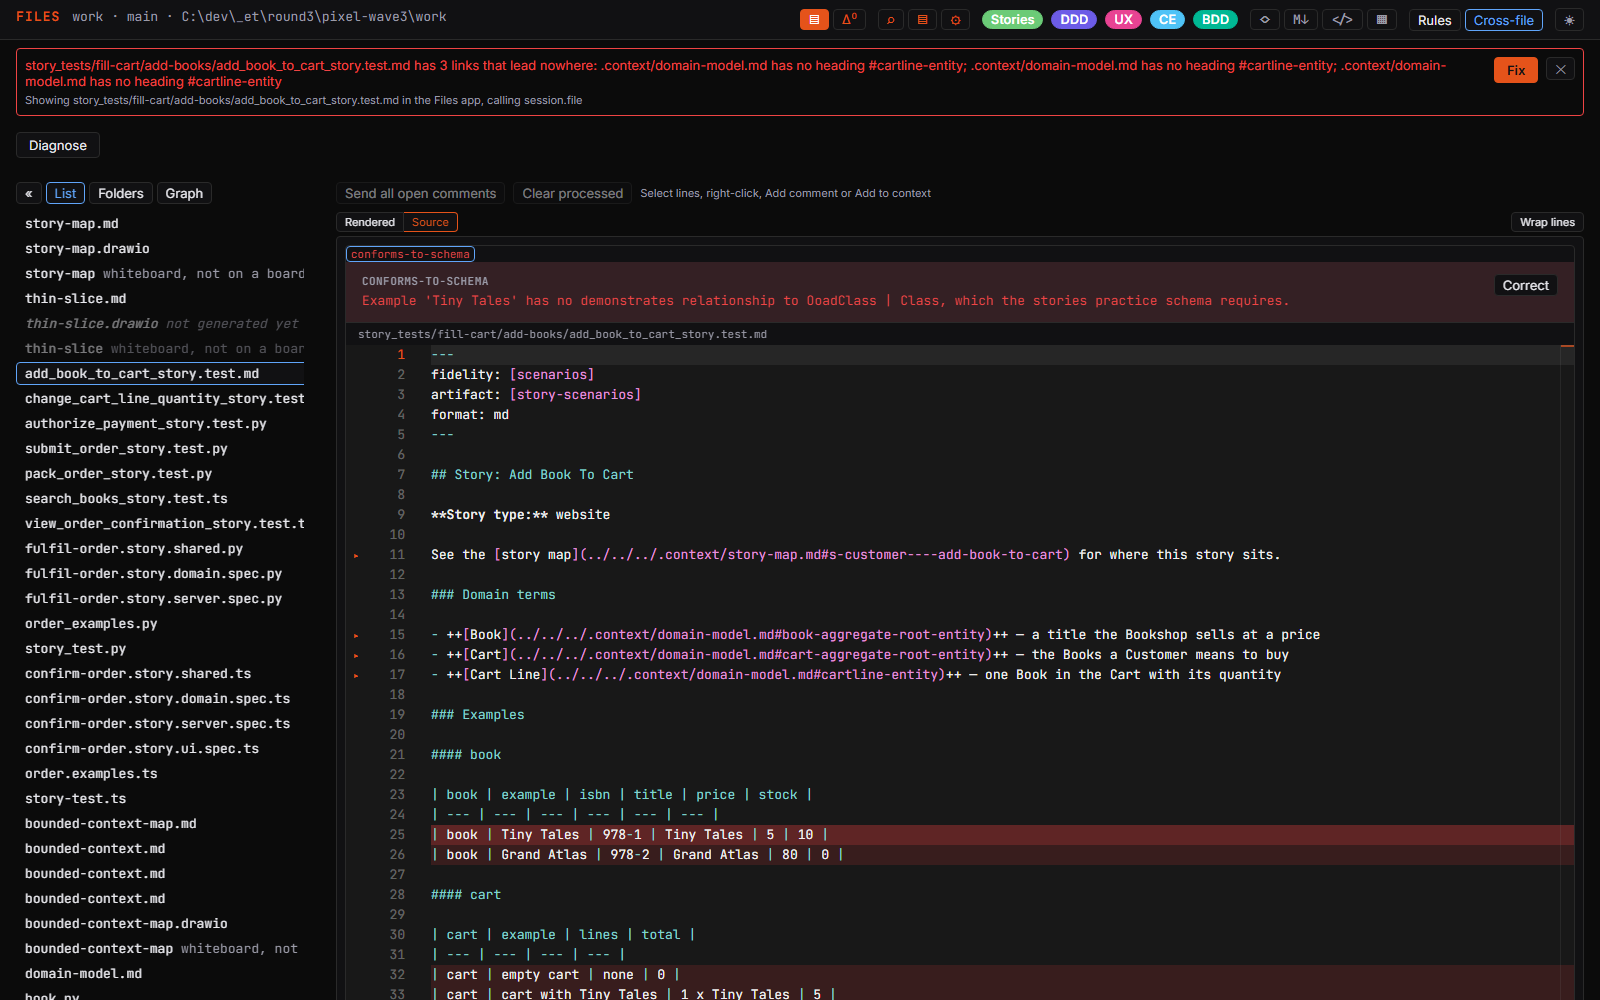 FILES work · main · C:\dev\_et\round3\pixel-wave3\work
Stories DDD UX CE BDD M↓ </> Rules Cross-file
story_tests/fill-cart/add-books/add_book_to_cart_story.test.md has 3 links that lead nowhere: .context/domain-model.md has no heading #cartline-entity; .context/domain-model.md has no heading #cartline-entity; .context/domain-
model.md has no heading #cartline-entity
Fix
Showing story_tests/fill-cart/add-books/add_book_to_cart_story.test.md in the Files app, calling session.file
Diagnose
« List Folders Graph
story-map.md
story-map.drawio
story-map whiteboard, not on a board
thin-slice.md
thin-slice.drawio not generated yet
thin-slice whiteboard, not on a boar
add_book_to_cart_story.test.md
change_cart_line_quantity_story.test
authorize_payment_story.test.py
submit_order_story.test.py
pack_order_story.test.py
search_books_story.test.ts
view_order_confirmation_story.test.t
fulfil-order.story.shared.py
fulfil-order.story.domain.spec.py
fulfil-order.story.server.spec.py
order_examples.py
story_test.py
confirm-order.story.shared.ts
confirm-order.story.domain.spec.ts
confirm-order.story.server.spec.ts
confirm-order.story.ui.spec.ts
order.examples.ts
story-test.ts
bounded-context-map.md
bounded-context.md
bounded-context.md
bounded-context.md
bounded-context-map.drawio
bounded-context-map whiteboard, not
domain-model.md
book.py
Send all open comments Clear processed Select lines, right-click, Add comment or Add to context
Rendered Source Wrap lines
conforms-to-schema
CONFORMS-TO-SCHEMA
Example 'Tiny Tales' has no demonstrates relationship to OoadClass | Class, which the stories practice schema requires.
Correct
story_tests/fill-cart/add-books/add_book_to_cart_story.test.md
1 ---
2 fidelity: [scenarios]
3 artifact: [story-scenarios]
4 format: md
5 ---
6
7 ## Story: Add Book To Cart
8
9 **Story type:** website
10
11 See the [story map](../../../.context/story-map.md#s-customer----add-book-to-cart) for where this story sits.
12
13 ### Domain terms
14
15 - ++[Book](../../../.context/domain-model.md#book-aggregate-root-entity)++ — a title the Bookshop sells at a price
16 - ++[Cart](../../../.context/domain-model.md#cart-aggregate-root-entity)++ — the Books a Customer means to buy
17 - ++[Cart Line](../../../.context/domain-model.md#cartline-entity)++ — one Book in the Cart with its quantity
18
19 ### Examples
20
21 #### book
22
23 | book | example | isbn | title | price | stock |
24 | --- | --- | --- | --- | --- | --- |
25 | book | Tiny Tales | 978-1 | Tiny Tales | 5 | 10 |
26 | book | Grand Atlas | 978-2 | Grand Atlas | 80 | 0 |
27
28 #### cart
29
30 | cart | example | lines | total |
31 | --- | --- | --- | --- |
32 | cart | empty cart | none | 0 |
33 | cart | cart with Tiny Tales | 1 x Tiny Tales | 5 |